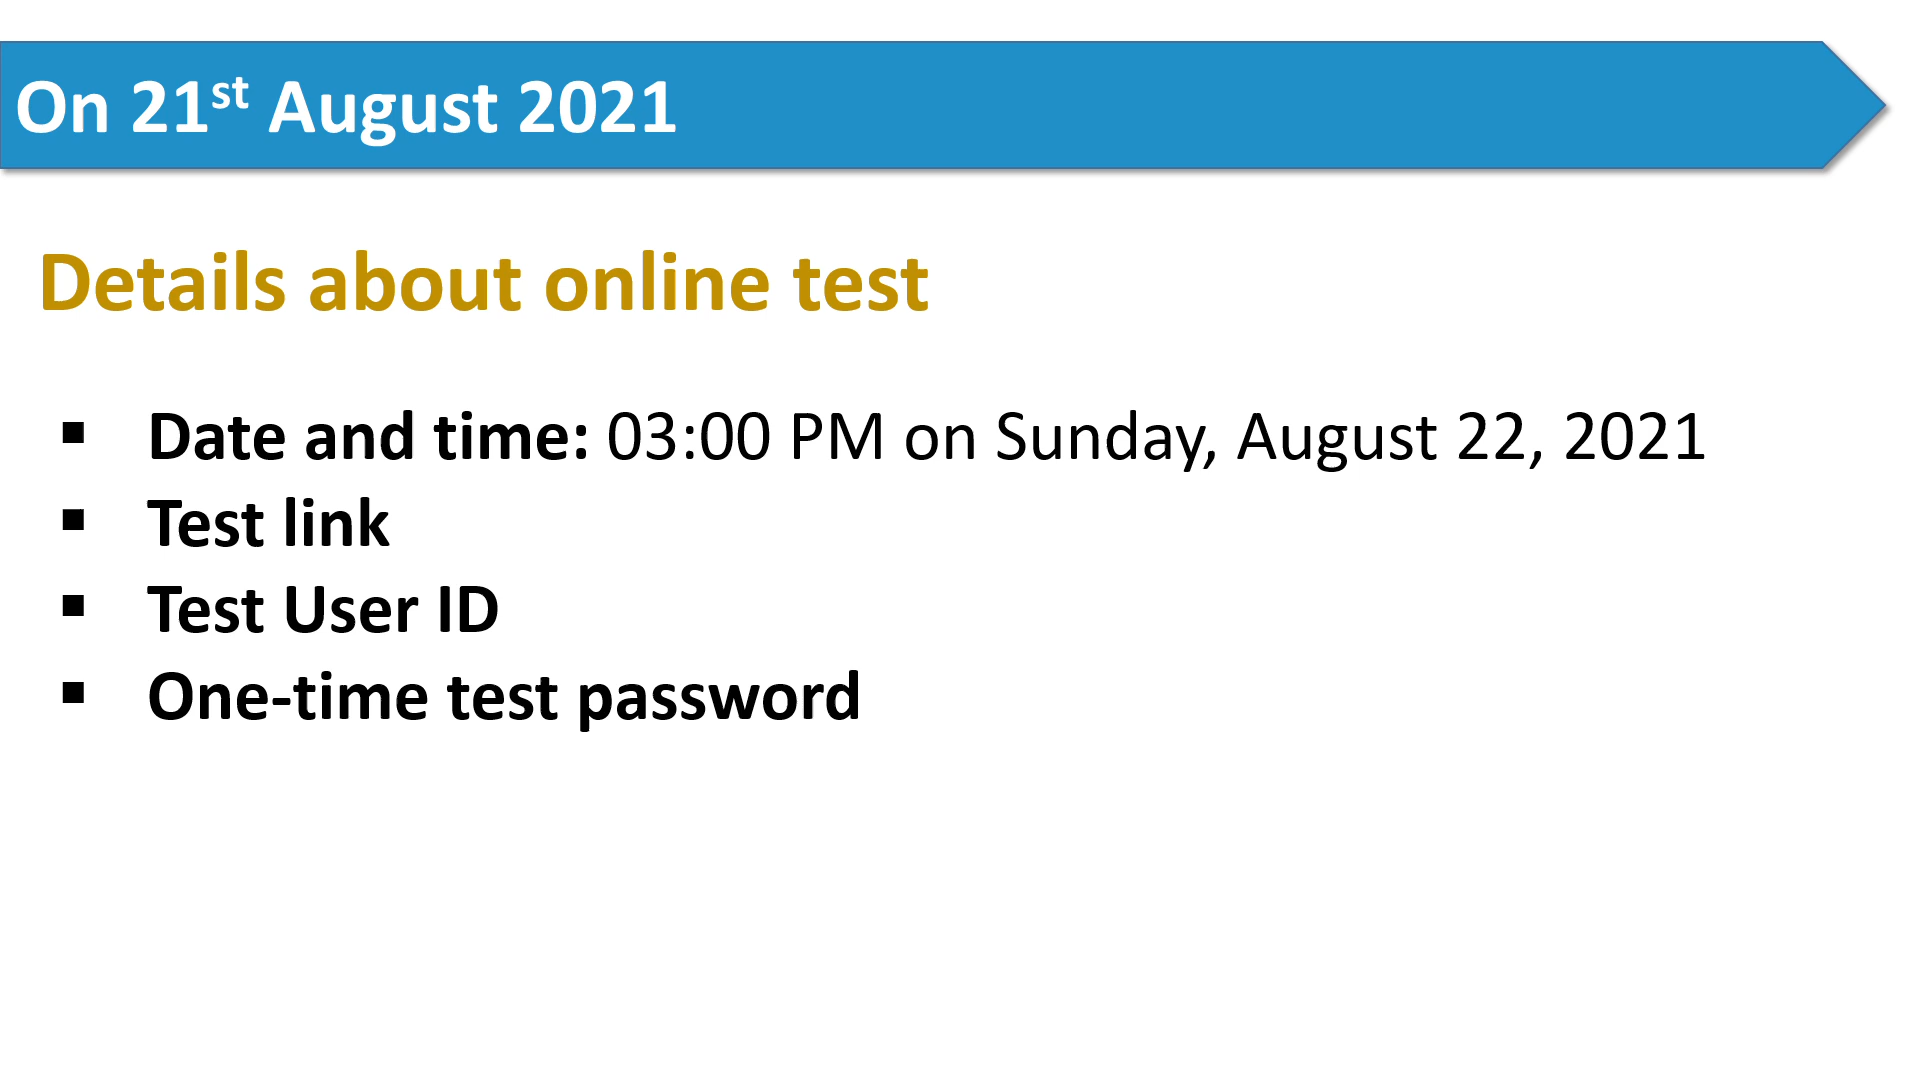 On 21st August 2021
Details about online test
▪ Date and time: 03:00 PM on Sunday, August 22, 2021
▪ Test link
▪ Test User ID
▪ One-time test password